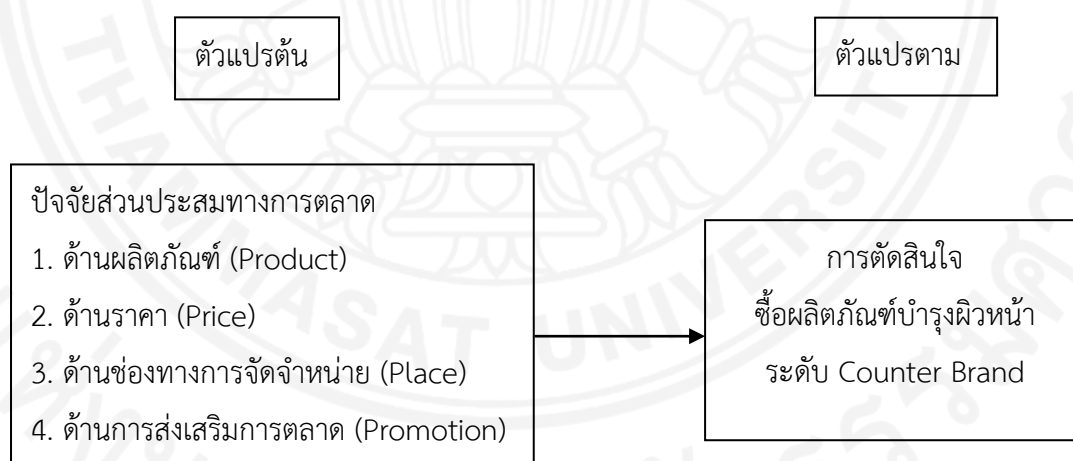 ตัวแปรต้น
ตัวแปรตาม
ปัจจัยส่วนประสมทางการตลาด
1. ด้านผลิตภัณฑ์ (Product)
2. ด้านราคา (Price)
3. ด้านช่องทางการจัดจำหน่าย (Place)
4. ด้านการส่งเสริมการตลาด (Promotion)
การตัดสินใจ
ซื้อผลิตภัณฑ์บำรุงผิวหน้า
ระดับ Counter Brand
THAMMASAT UNIVERSITY